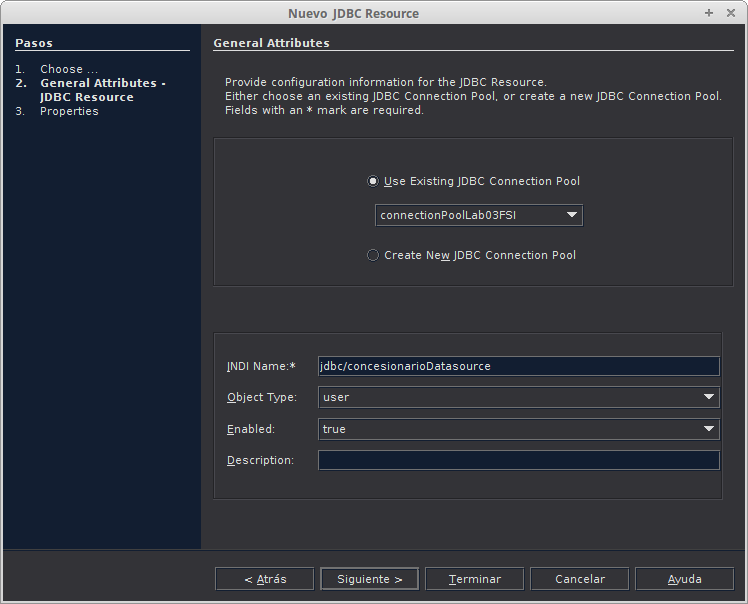 Nuevo JDBC Resource
Pasos
1. Choose ...
2. General Attributes -
JDBC Resource
3. Properties
General Attributes
Provide configuration information for the JDBC Resource.
Either choose an existing JDBC Connection Pool, or create a new JDBC Connection Pool.
Fields with an * mark are required.
Use Existing JDBC Connection Pool
connectionPoolLab03FSI
Create New JDBC Connection Pool
JNDI Name:* jdbc/concesionarioDatasource
Object Type: user
Enabled: true
Description:
< Atrás Siguiente > Terminar Cancelar Ayuda